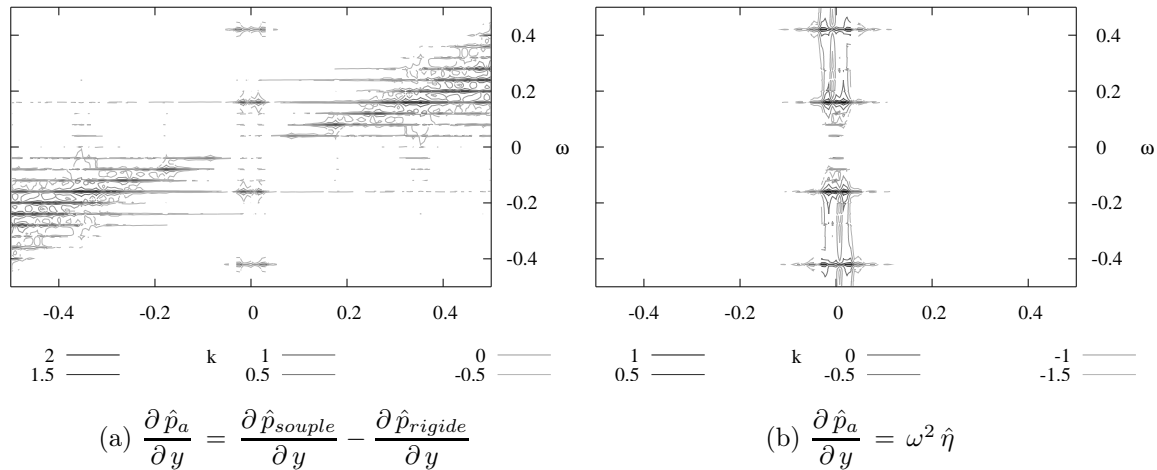 0.4
0.2
0
-0.2
-0.4
ω
-0.4 -0.2 0 0.2 0.4
k
2
1.5
1
0.5
0
-0.5
(a) ∂ p̂_a / ∂ y = ∂ p̂_souple / ∂ y − ∂ p̂_rigide / ∂ y
0.4
0.2
0
-0.2
-0.4
ω
-0.4 -0.2 0 0.2 0.4
k
1
0.5
0
-0.5
-1
-1.5
(b) ∂ p̂_a / ∂ y = ω² η̂